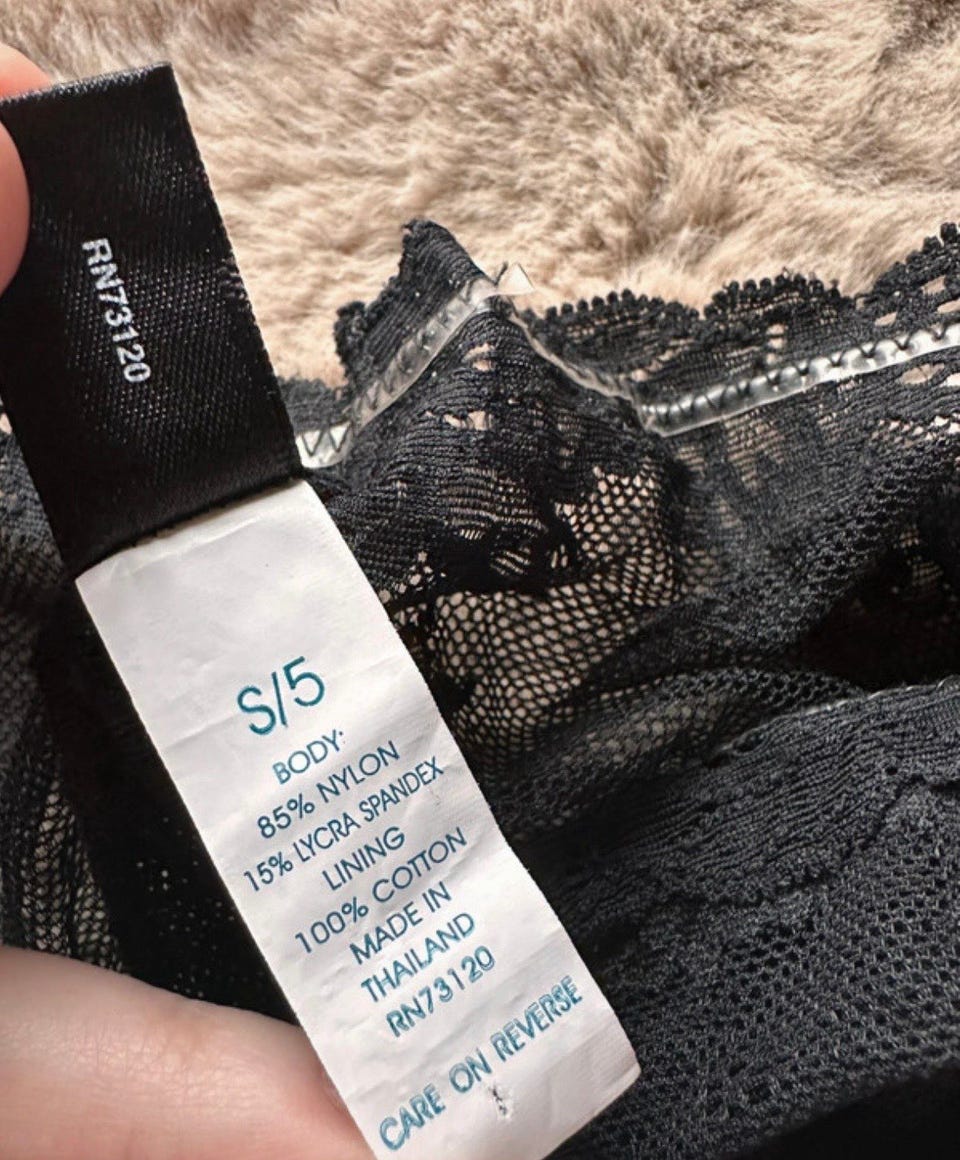 RN73120
S/5
BODY:
85% NYLON
15% LYCRA SPANDEX
LINING
100% COTTON
MADE IN
THAILAND
RN73120
CARE ON REVERSE